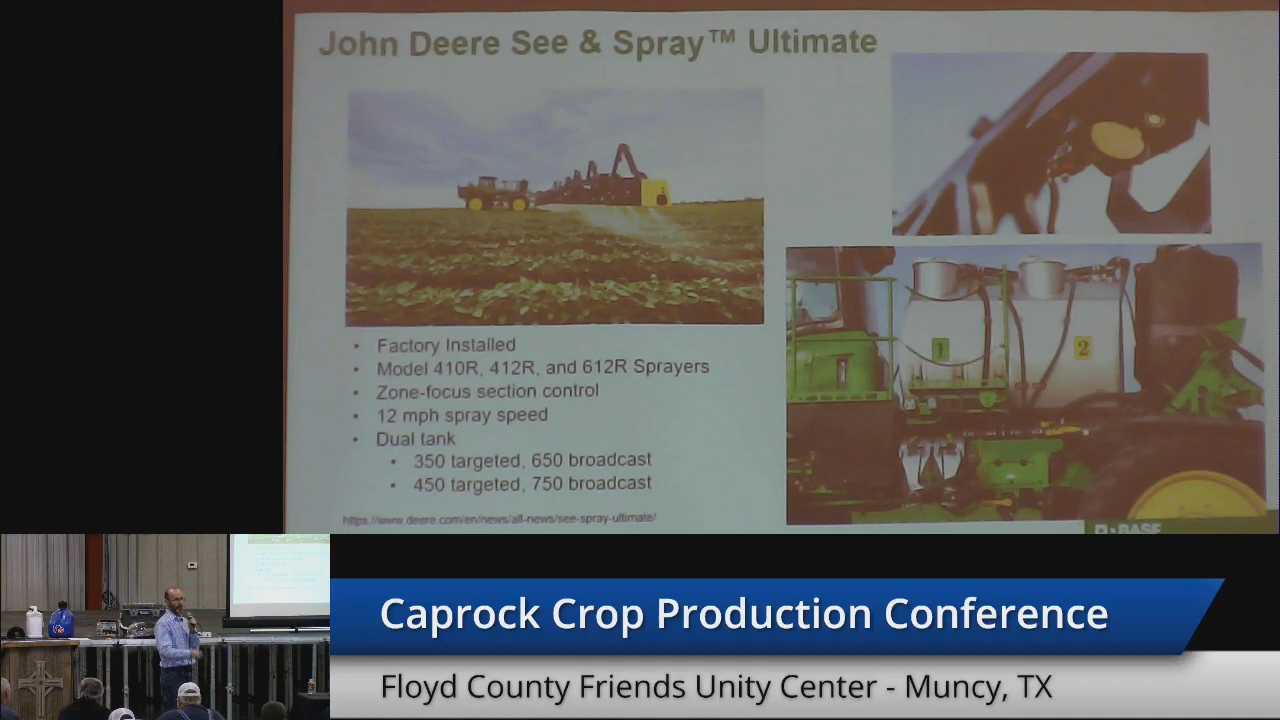 John Deere See & Spray™ Ultimate
• Factory Installed
• Model 410R, 412R, and 612R Sprayers
• Zone-focus section control
• 12 mph spray speed
• Dual tank
• 350 targeted, 650 broadcast
• 450 targeted, 750 broadcast
https://www.deere.com/en/news/all-news/see-spray-ultimate/
1
2
BASF
Caprock Crop Production Conference
Floyd County Friends Unity Center - Muncy, TX